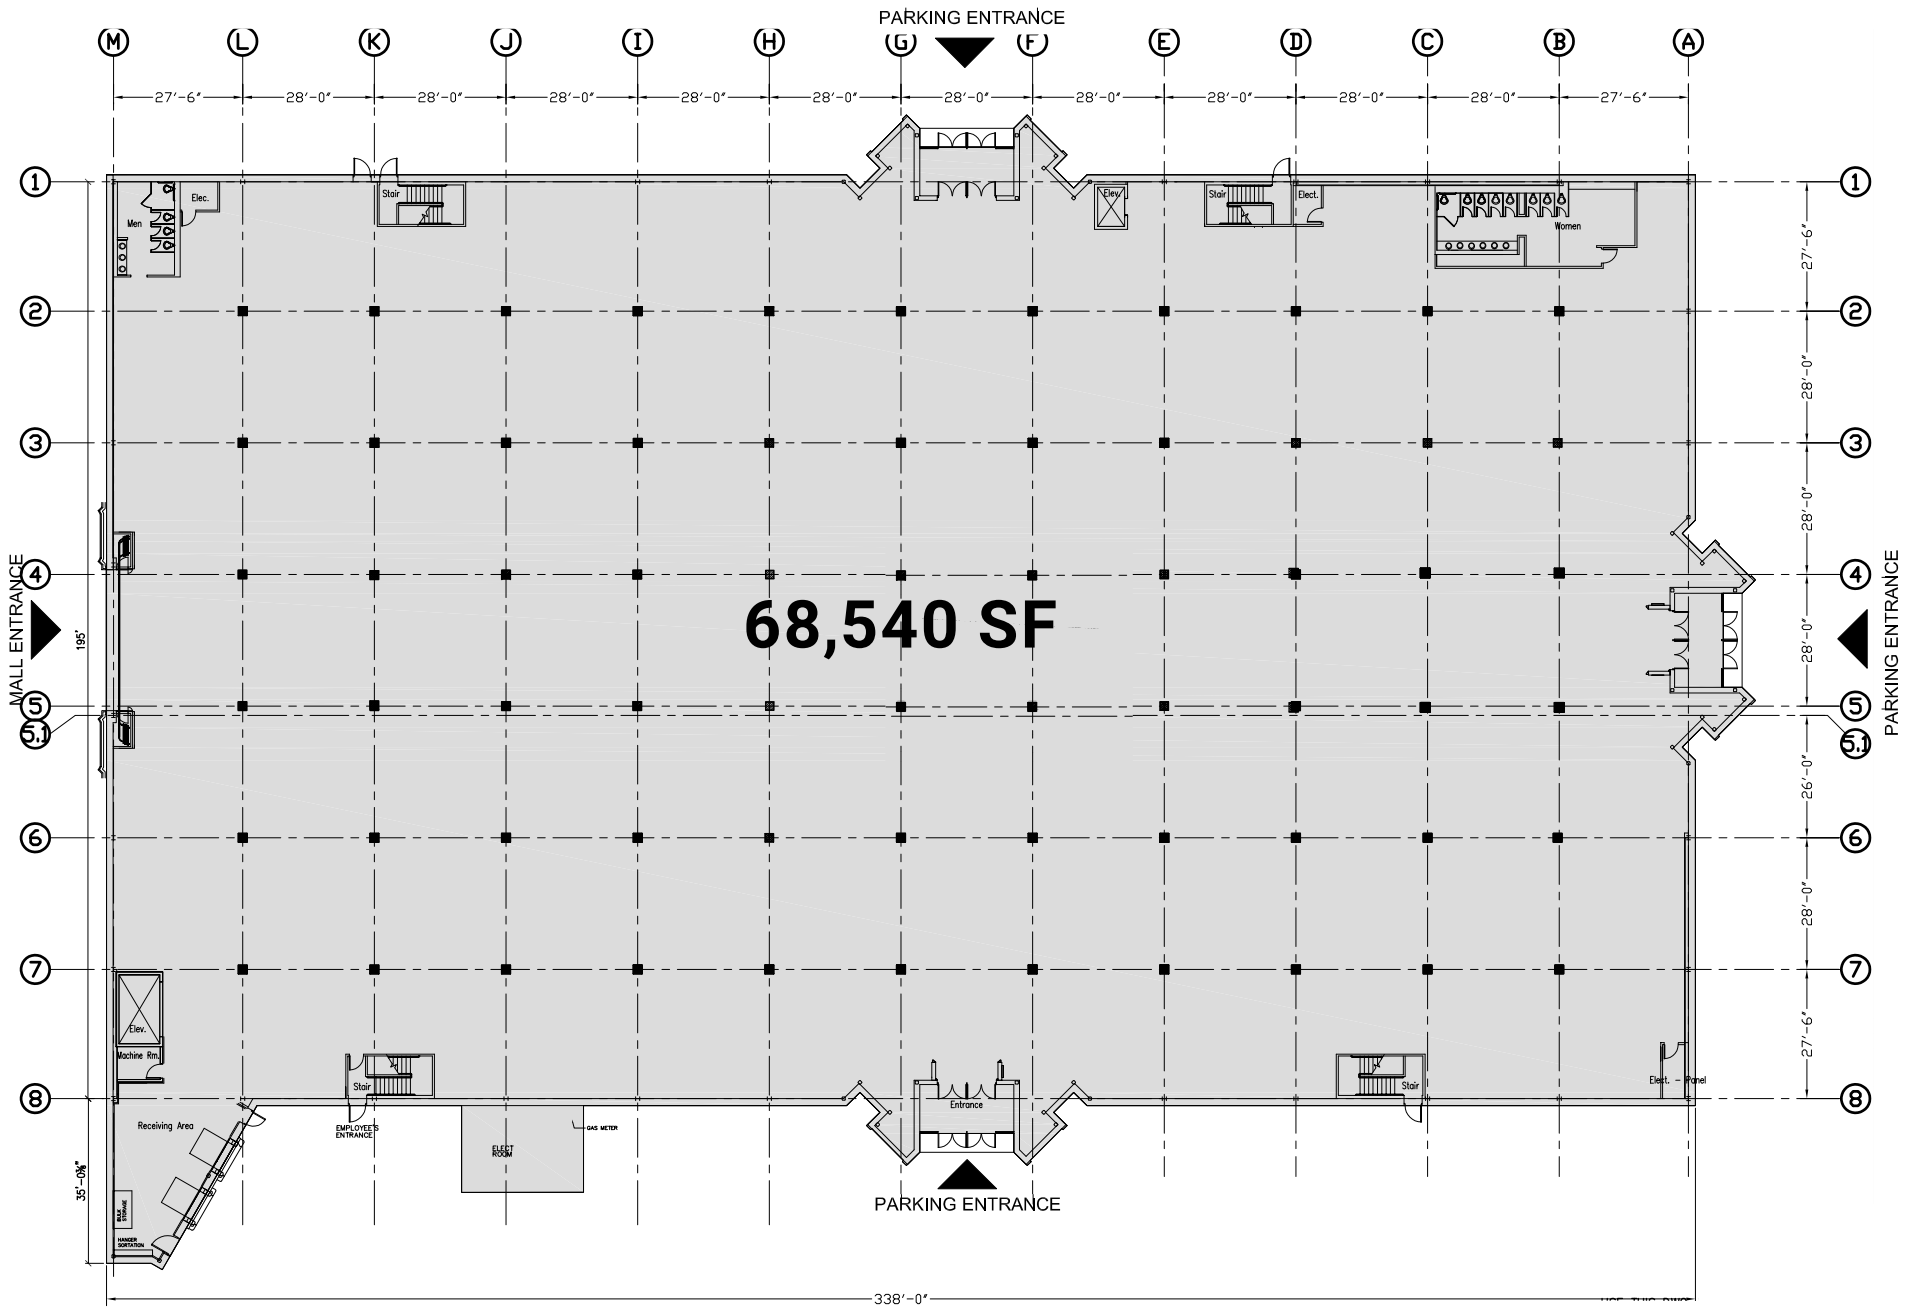 PARKING ENTRANCE
M L K J I H G F E D C B A
27'-6" 28'-0" 28'-0" 28'-0" 28'-0" 28'-0" 28'-0" 28'-0" 28'-0" 28'-0" 28'-0" 27'-6"
1 1
Stair
Elec.
Elev.
Stair
Elect.
Men
Women
27'-6"
2 2
28'-0"
3 3
28'-0"
4 4
MALL ENTRANCE
195'
68,540 SF
28'-0"
PARKING ENTRANCE
5 5
5.1 5.1
26'-0"
6 6
28'-0"
7 7
27'-6"
Elev.
Machine Rm.
Stair
Stair
Elect. - Panel
8 8
Entrance
Receiving Area
EMPLOYEE'S
ENTRANCE
GAS METER
ELECT
ROOM
BULK
STORAGE
HANGER
SORTATION
PARKING ENTRANCE
338'-0"